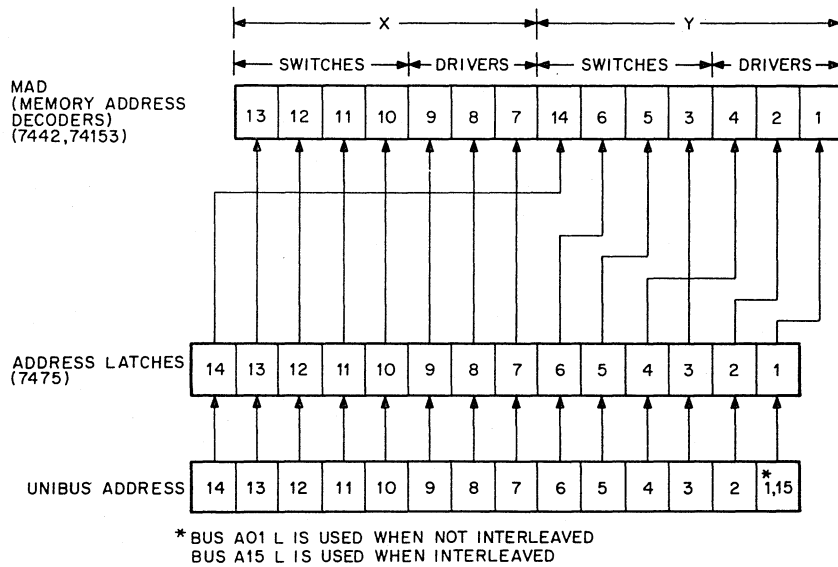 X Y
SWITCHES DRIVERS SWITCHES DRIVERS
MAD
(MEMORY ADDRESS
DECODERS)
(7442,74153)
13 12 11 10 9 8 7 14 6 5 3 4 2 1
ADDRESS LATCHES
(7475)
14 13 12 11 10 9 8 7 6 5 4 3 2 1
UNIBUS ADDRESS
14 13 12 11 10 9 8 7 6 5 4 3 2 *1,15
* BUS A01 L IS USED WHEN NOT INTERLEAVED
BUS A15 L IS USED WHEN INTERLEAVED